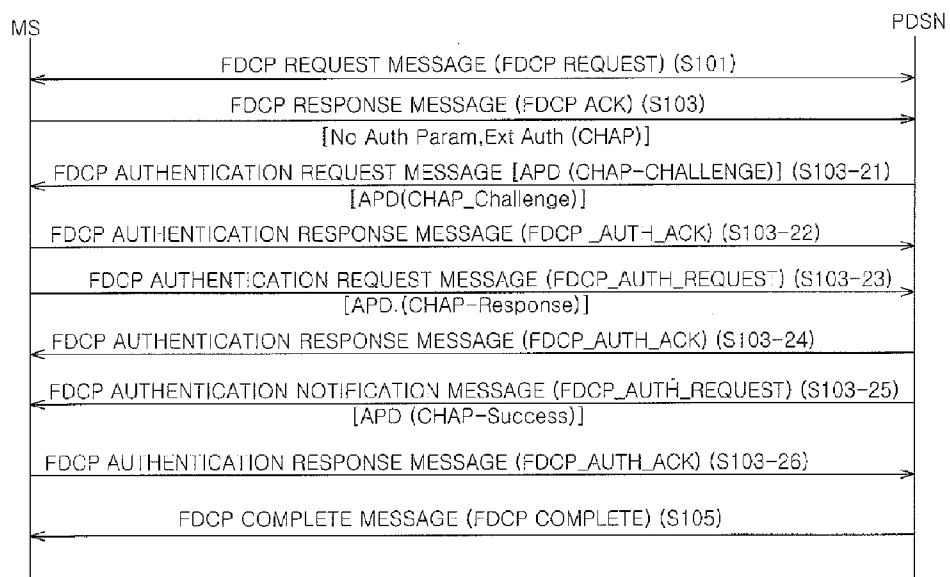 MS
PDSN
FDCP REQUEST MESSAGE (FDCP REQUEST) (S101)
FDCP RESPONSE MESSAGE (FDCP ACK) (S103)
[No Auth Param,Ext Auth (CHAP)]
FDCP AUTHENTICATION REQUEST MESSAGE [APD (CHAP-CHALLENGE)] (S103-21)
[APD(CHAP_Challenge)]
FDCP AUTHENTICATION RESPONSE MESSAGE (FDCP _AUTH_ACK) (S103-22)
FDCP AUTHENTICATION REQUEST MESSAGE (FDCP_AUTH_REQUEST) (S103-23)
[APD.(CHAP-Response)]
FDCP AUTHENTICATION RESPONSE MESSAGE (FDCP_AUTH_ACK) (S103-24)
FDCP AUTHENTICATION NOTIFICATION MESSAGE (FDCP_AUTH_REQUEST) (S103-25)
[APD (CHAP-Success)]
FDCP AUTHENTICATION RESPONSE MESSAGE (FDCP_AUTH_ACK) (S103-26)
FDCP COMPLETE MESSAGE (FDCP COMPLETE) (S105)